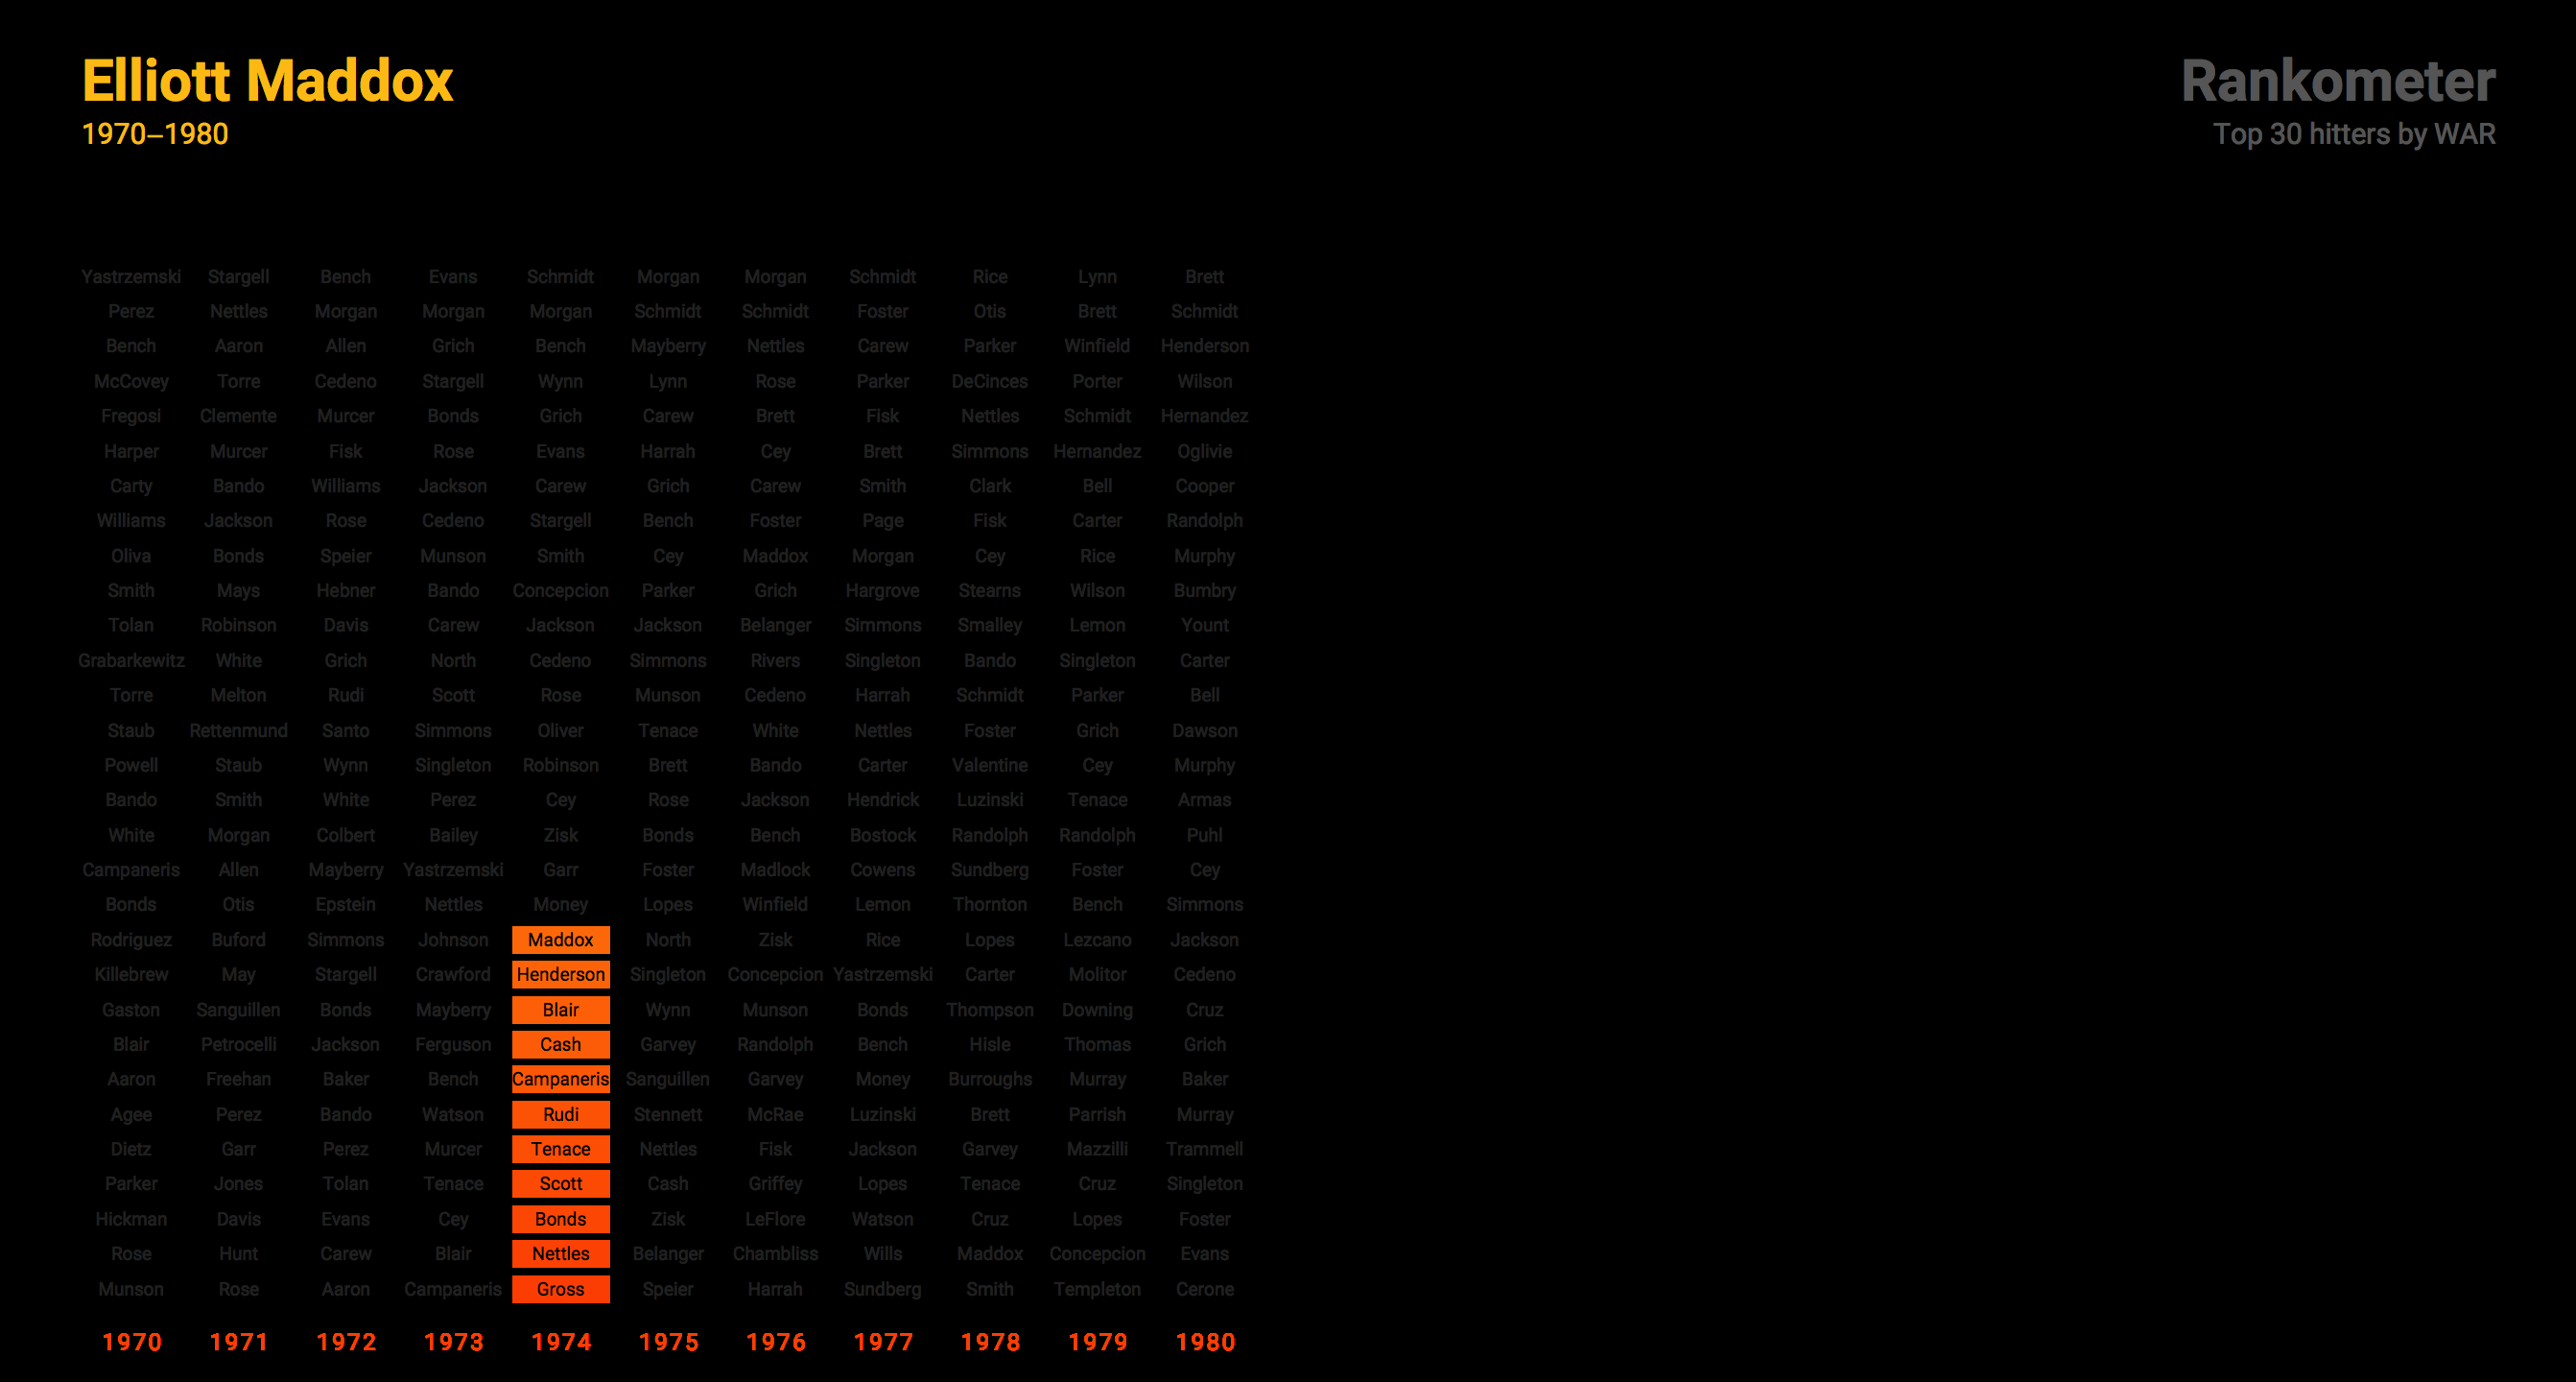 Elliott Maddox
1970–1980
Rankometer
Top 30 hitters by WAR
Yastrzemski Stargell Bench Evans Schmidt Morgan Morgan Schmidt Rice Lynn Brett
Perez Nettles Morgan Morgan Morgan Schmidt Schmidt Foster Otis Brett Schmidt
Bench Aaron Allen Grich Bench Mayberry Nettles Carew Parker Winfield Henderson
McCovey Torre Cedeno Stargell Wynn Lynn Rose Parker DeCinces Porter Wilson
Fregosi Clemente Murcer Bonds Grich Carew Brett Fisk Nettles Schmidt Hernandez
Harper Murcer Fisk Rose Evans Harrah Cey Brett Simmons Hernandez Oglivie
Carty Bando Williams Jackson Carew Grich Carew Smith Clark Bell Cooper
Williams Jackson Rose Cedeno Stargell Bench Foster Page Fisk Carter Randolph
Oliva Bonds Speier Munson Smith Cey Maddox Morgan Cey Rice Murphy
Smith Mays Hebner Bando Concepcion Parker Grich Hargrove Stearns Wilson Bumbry
Tolan Robinson Davis Carew Jackson Jackson Belanger Simmons Smalley Lemon Yount
Grabarkewitz White Grich North Cedeno Simmons Rivers Singleton Bando Singleton Carter
Torre Melton Rudi Scott Rose Munson Cedeno Harrah Schmidt Parker Bell
Staub Rettenmund Santo Simmons Oliver Tenace White Nettles Foster Grich Dawson
Powell Staub Wynn Singleton Robinson Brett Bando Carter Valentine Cey Murphy
Bando Smith White Perez Cey Rose Jackson Hendrick Luzinski Tenace Armas
White Morgan Colbert Bailey Zisk Bonds Bench Bostock Randolph Randolph Puhl
Campaneris Allen Mayberry Yastrzemski Garr Foster Madlock Cowens Sundberg Foster Cey
Bonds Otis Epstein Nettles Money Lopes Winfield Lemon Thornton Bench Simmons
Rodriguez Buford Simmons Johnson Maddox North Zisk Rice Lopes Lezcano Jackson
Killebrew May Stargell Crawford Henderson Singleton Concepcion Yastrzemski Carter Molitor Cedeno
Gaston Sanguillen Bonds Mayberry Blair Wynn Munson Bonds Thompson Downing Cruz
Blair Petrocelli Jackson Ferguson Cash Garvey Randolph Bench Hisle Thomas Grich
Aaron Freehan Baker Bench Campaneris Sanguillen Garvey Money Burroughs Murray Baker
Agee Perez Bando Watson Rudi Stennett McRae Luzinski Brett Parrish Murray
Dietz Garr Perez Murcer Tenace Nettles Fisk Jackson Garvey Mazzilli Trammell
Parker Jones Tolan Tenace Scott Cash Griffey Lopes Tenace Cruz Singleton
Hickman Davis Evans Cey Bonds Zisk LeFlore Watson Cruz Lopes Foster
Rose Hunt Carew Blair Nettles Belanger Chambliss Wills Maddox Concepcion Evans
Munson Rose Aaron Campaneris Gross Speier Harrah Sundberg Smith Templeton Cerone
1970 1971 1972 1973 1974 1975 1976 1977 1978 1979 1980